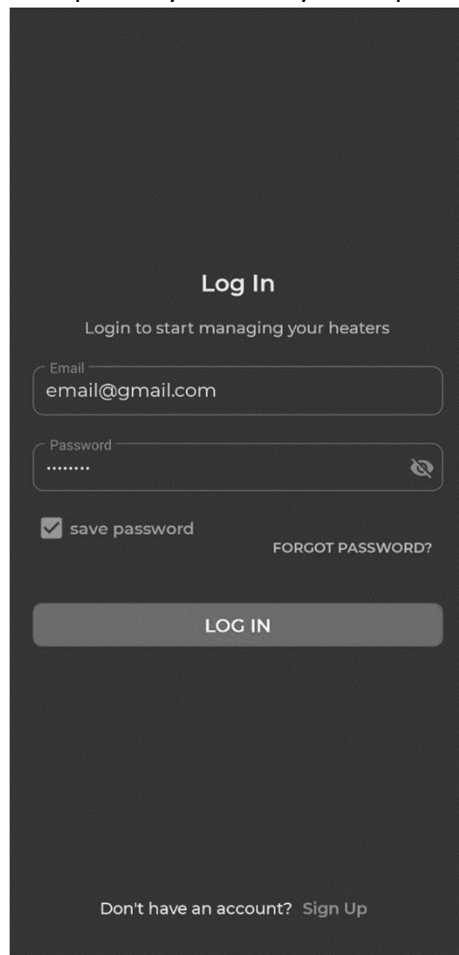 Log In
Login to start managing your heaters
Email
email@gmail.com
Password
••••••••
save password
FORGOT PASSWORD?
LOG IN
Don't have an account? Sign Up